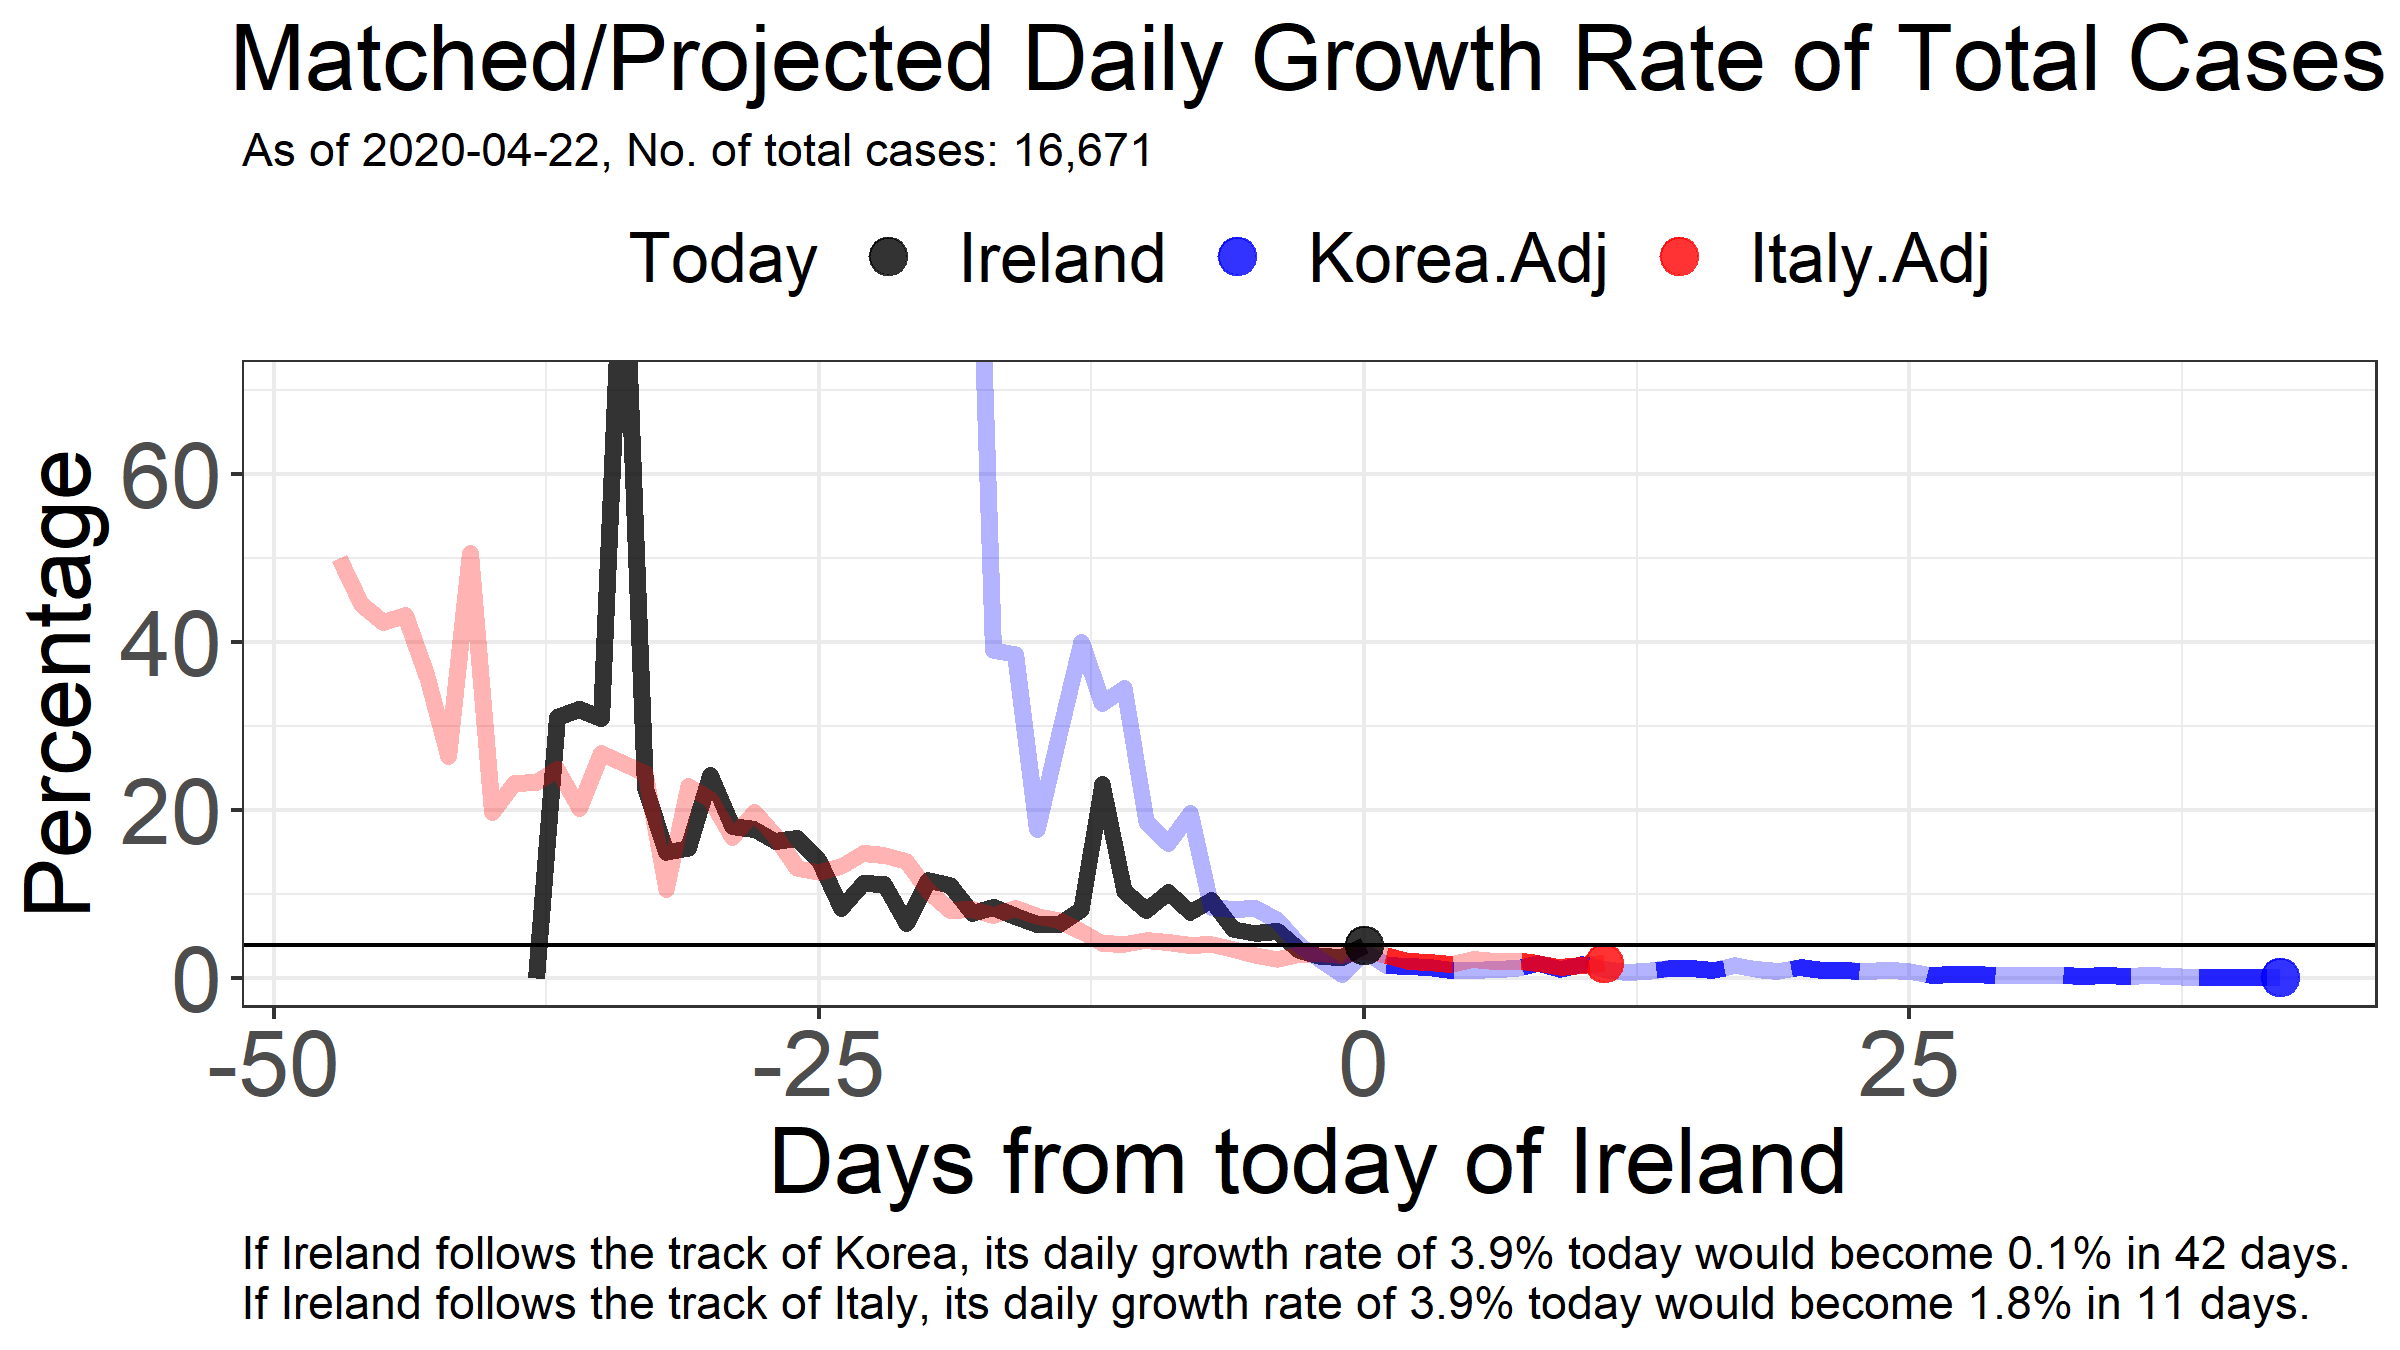 Matched/Projected Daily Growth Rate of Total Cases
As of 2020-04-22, No. of total cases: 16,671
Today Ireland Korea.Adj Italy.Adj
Percentage
60
40
20
0
-50 -25 0 25
Days from today of Ireland
If Ireland follows the track of Korea, its daily growth rate of 3.9% today would become 0.1% in 42 days.
If Ireland follows the track of Italy, its daily growth rate of 3.9% today would become 1.8% in 11 days.